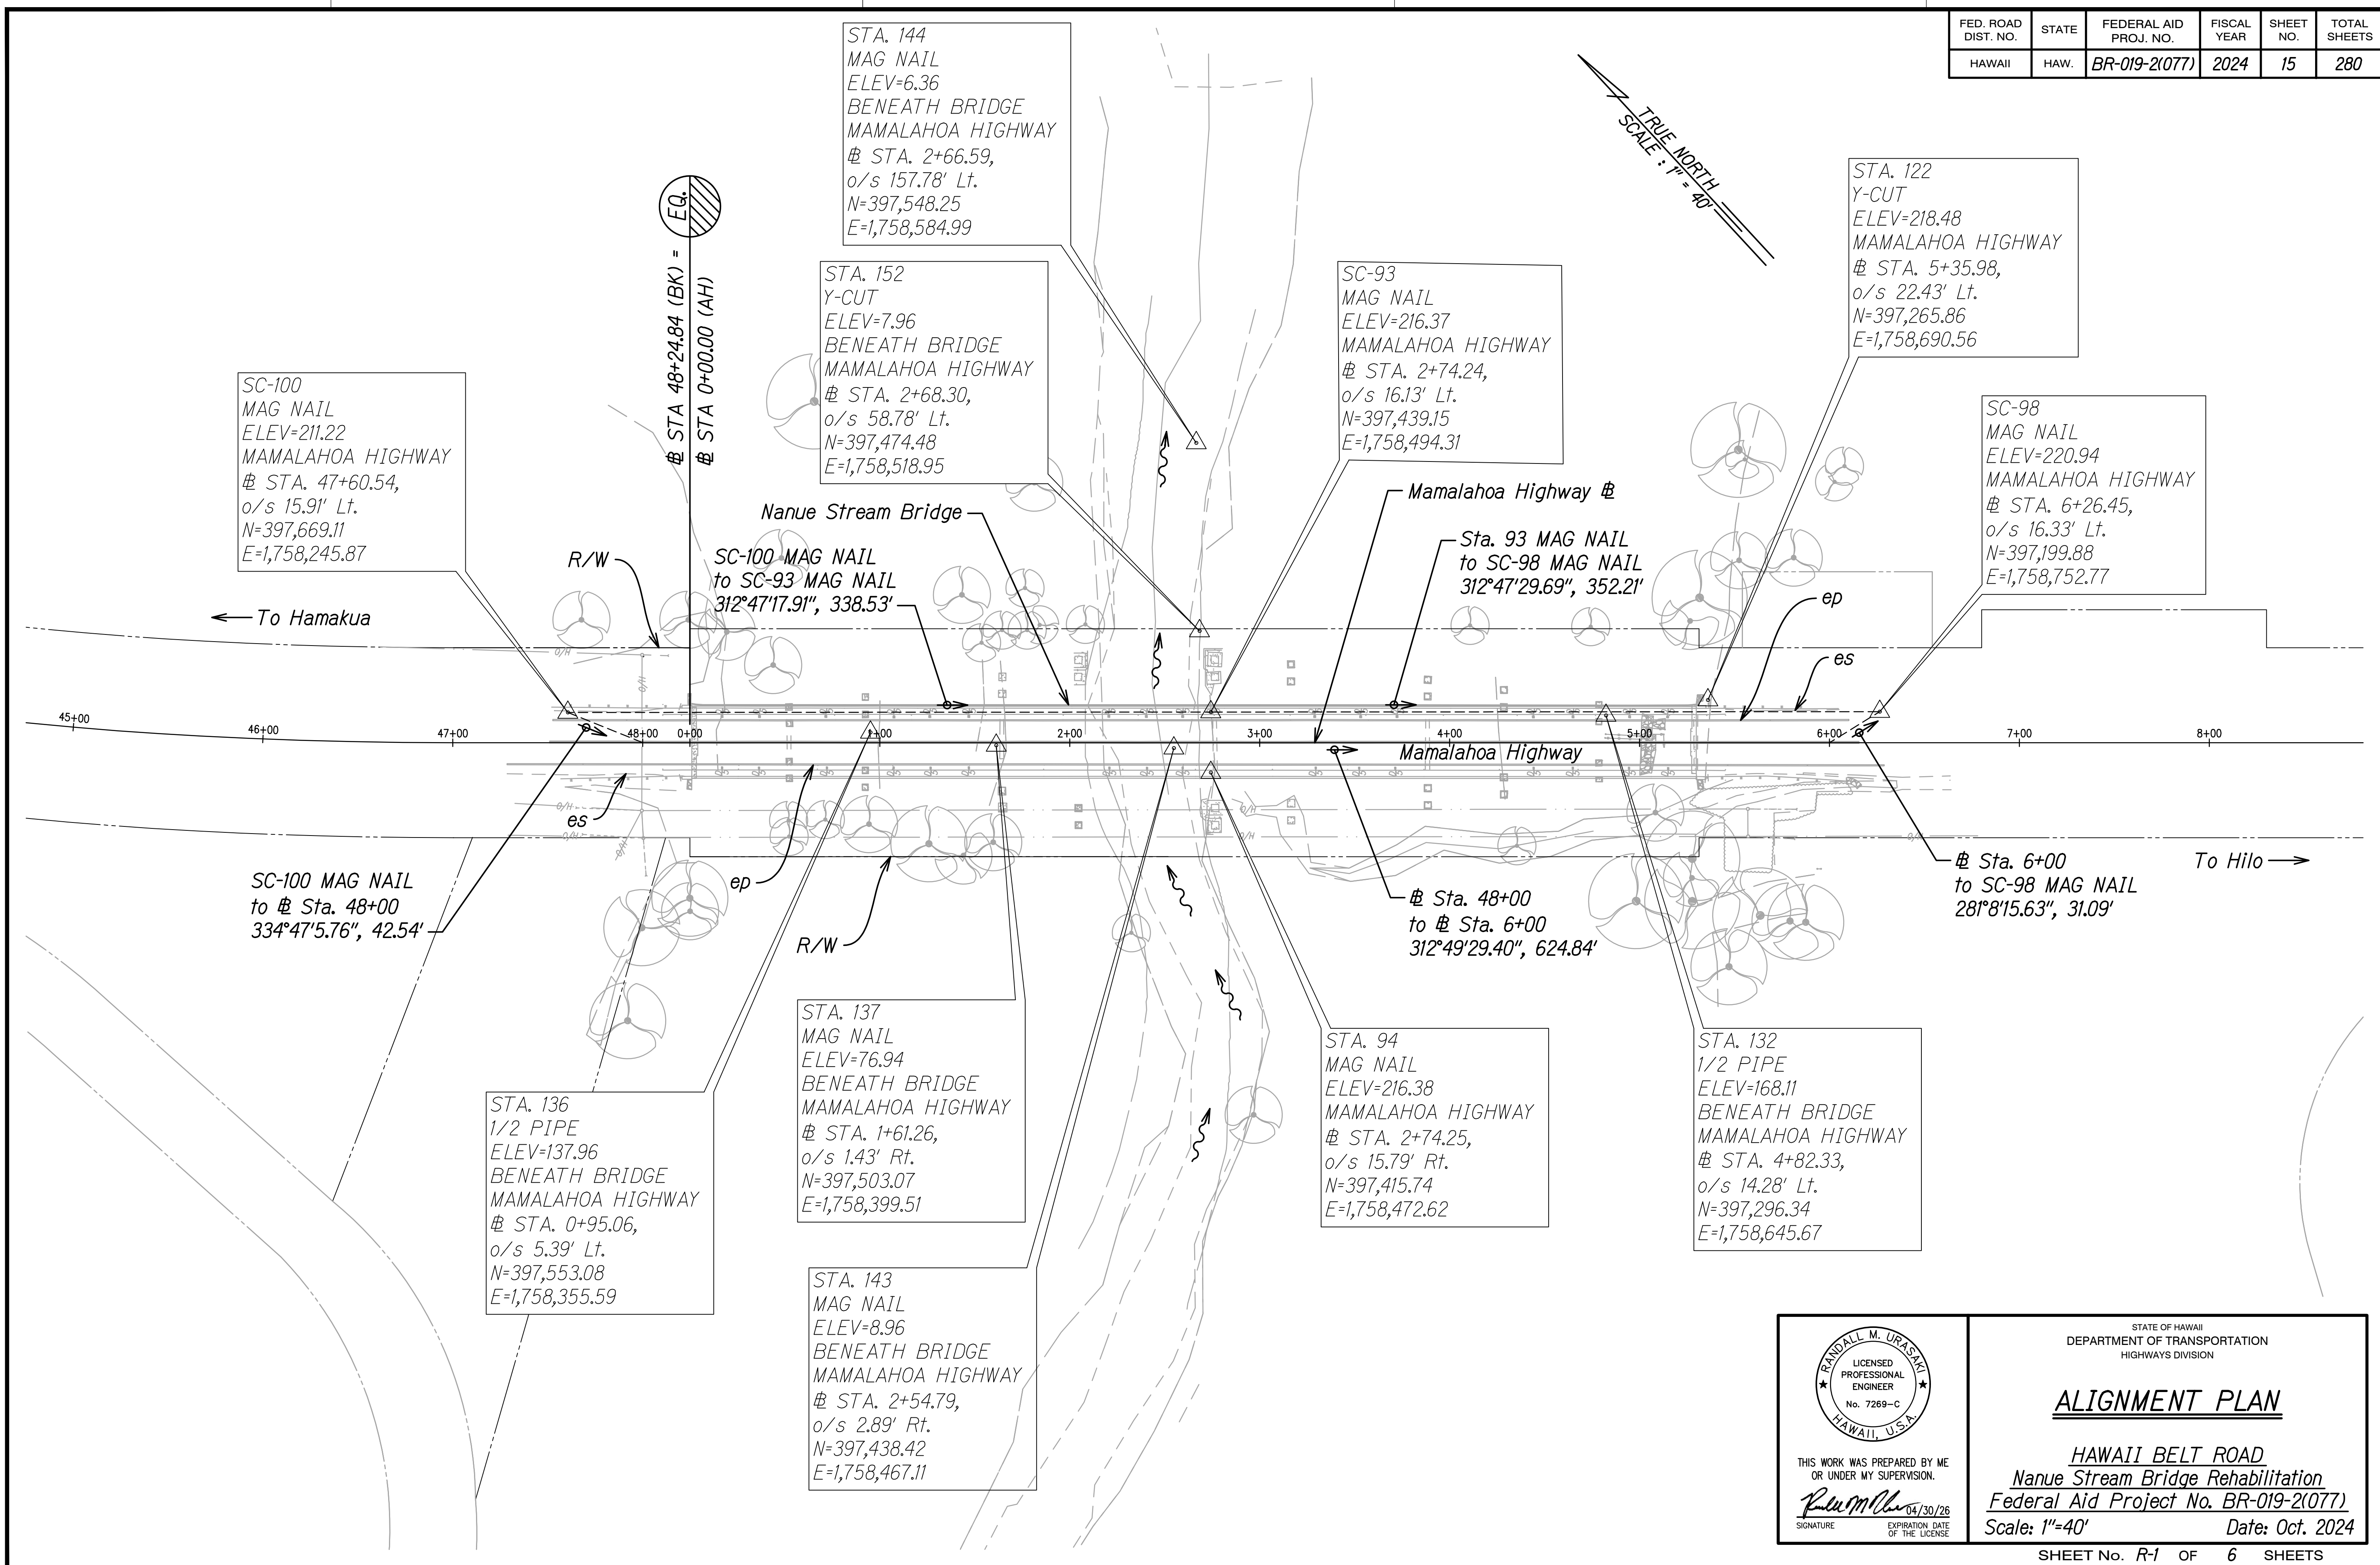 FED. ROAD DIST. NO.
STATE
FEDERAL AID PROJ. NO.
FISCAL YEAR
SHEET NO.
TOTAL SHEETS
HAWAII
HAW.
BR-019-2(077)
2024
15
280
STA. 144
MAG NAIL
ELEV=6.36
BENEATH BRIDGE
MAMALAHOA HIGHWAY
℄ STA. 2+66.59,
o/s 157.78' Lt.
N=397,548.25
E=1,758,584.99
TRUE NORTH
SCALE : 1" = 40'
STA. 122
Y-CUT
ELEV=218.48
MAMALAHOA HIGHWAY
℄ STA. 5+35.98,
o/s 22.43' Lt.
N=397,265.86
E=1,758,690.56
EQ.
℄ STA 48+24.84 (BK) =
℄ STA 0+00.00 (AH)
STA. 152
Y-CUT
ELEV=7.96
BENEATH BRIDGE
MAMALAHOA HIGHWAY
℄ STA. 2+68.30,
o/s 58.78' Lt.
N=397,474.48
E=1,758,518.95
SC-93
MAG NAIL
ELEV=216.37
MAMALAHOA HIGHWAY
℄ STA. 2+74.24,
o/s 16.13' Lt.
N=397,439.15
E=1,758,494.31
SC-100
MAG NAIL
ELEV=211.22
MAMALAHOA HIGHWAY
℄ STA. 47+60.54,
o/s 15.91' Lt.
N=397,669.11
E=1,758,245.87
SC-98
MAG NAIL
ELEV=220.94
MAMALAHOA HIGHWAY
℄ STA. 6+26.45,
o/s 16.33' Lt.
N=397,199.88
E=1,758,752.77
Nanue Stream Bridge
Mamalahoa Highway ℄
R/W
SC-100 MAG NAIL
to SC-93 MAG NAIL
312°47'17.91", 338.53'
Sta. 93 MAG NAIL
to SC-98 MAG NAIL
312°47'29.69", 352.21'
ep
es
To Hamakua
O/H
O/H
45+00
46+00
47+00
48+00
0+00
1+00
2+00
3+00
4+00
5+00
6+00
7+00
8+00
Mamalahoa Highway
O/H
O/H
O/H
O/H
O/H
O/H
es
ep
R/W
SC-100 MAG NAIL
to ℄ Sta. 48+00
334°47'5.76", 42.54'
℄ Sta. 48+00
to ℄ Sta. 6+00
312°49'29.40", 624.84'
℄ Sta. 6+00
to SC-98 MAG NAIL
281°8'15.63", 31.09'
To Hilo
STA. 136
1/2 PIPE
ELEV=137.96
BENEATH BRIDGE
MAMALAHOA HIGHWAY
℄ STA. 0+95.06,
o/s 5.39' Lt.
N=397,553.08
E=1,758,355.59
STA. 137
MAG NAIL
ELEV=76.94
BENEATH BRIDGE
MAMALAHOA HIGHWAY
℄ STA. 1+61.26,
o/s 1.43' Rt.
N=397,503.07
E=1,758,399.51
STA. 143
MAG NAIL
ELEV=8.96
BENEATH BRIDGE
MAMALAHOA HIGHWAY
℄ STA. 2+54.79,
o/s 2.89' Rt.
N=397,438.42
E=1,758,467.11
STA. 94
MAG NAIL
ELEV=216.38
MAMALAHOA HIGHWAY
℄ STA. 2+74.25,
o/s 15.79' Rt.
N=397,415.74
E=1,758,472.62
STA. 132
1/2 PIPE
ELEV=168.11
BENEATH BRIDGE
MAMALAHOA HIGHWAY
℄ STA. 4+82.33,
o/s 14.28' Lt.
N=397,296.34
E=1,758,645.67
RANDALL M. URASAKI
LICENSED
PROFESSIONAL
ENGINEER
No. 7269-C
HAWAII, U.S.A.
THIS WORK WAS PREPARED BY ME
OR UNDER MY SUPERVISION.
04/30/26
SIGNATURE
EXPIRATION DATE
OF THE LICENSE
STATE OF HAWAII
DEPARTMENT OF TRANSPORTATION
HIGHWAYS DIVISION
ALIGNMENT PLAN
HAWAII BELT ROAD
Nanue Stream Bridge Rehabilitation
Federal Aid Project No. BR-019-2(077)
Scale: 1"=40'
Date: Oct. 2024
SHEET No. R-1 OF 6 SHEETS